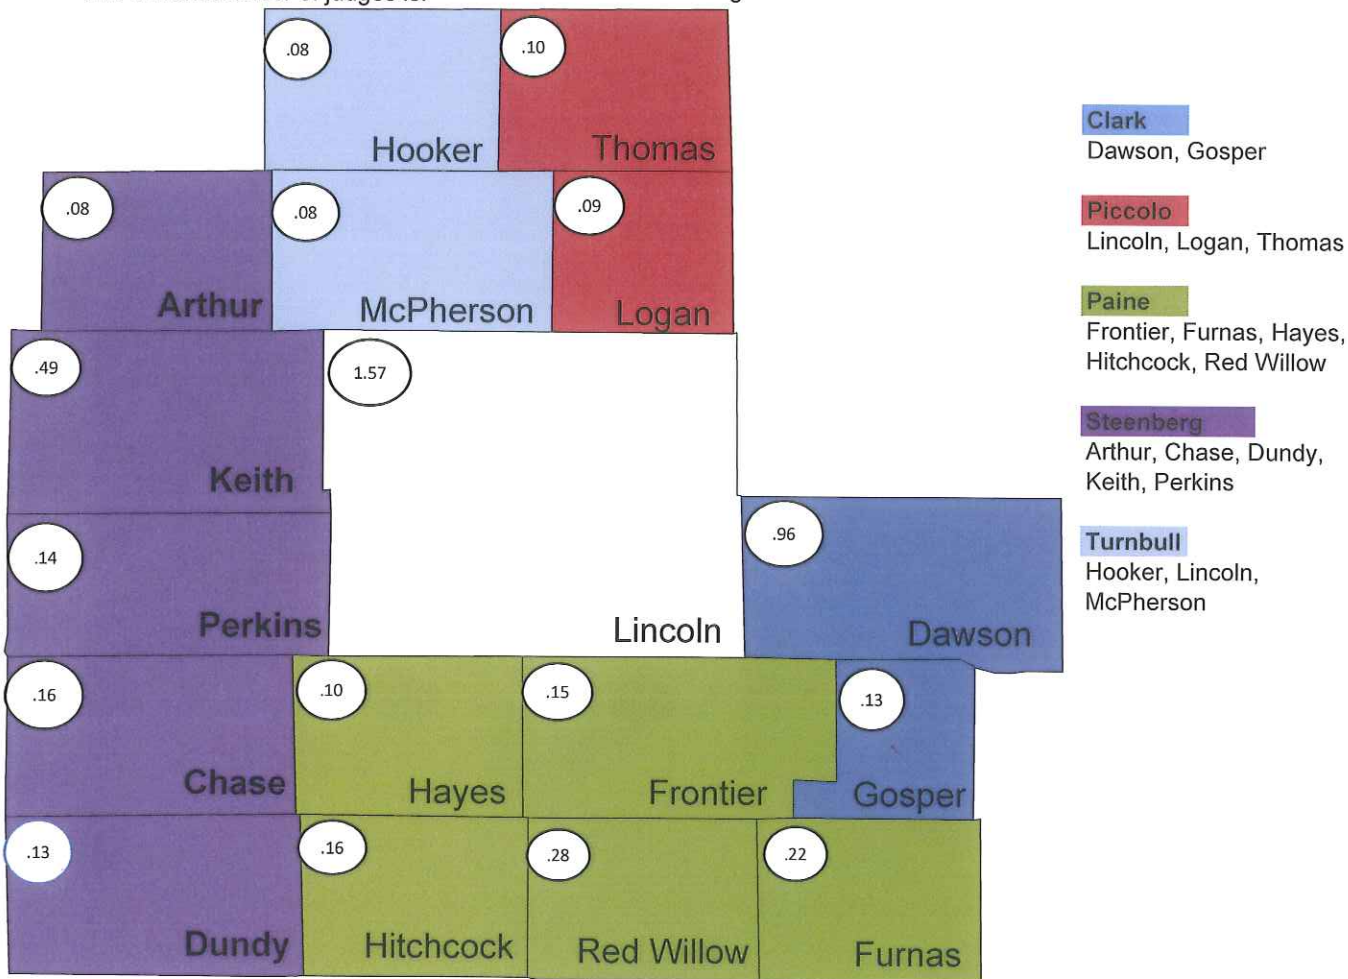 .08
.10
Hooker
Thomas
.08
.08
.09
Arthur
McPherson
Logan
.49
1.57
Keith
.14
.96
Perkins
Lincoln
Dawson
.16
.10
.15
.13
Chase
Hayes
Frontier
Gosper
.13
.16
.28
.22
Dundy
Hitchcock
Red Willow
Furnas
Clark
Dawson, Gosper
Piccolo
Lincoln, Logan, Thomas
Paine
Frontier, Furnas, Hayes,
Hitchcock, Red Willow
Steenberg
Arthur, Chase, Dundy,
Keith, Perkins
Turnbull
Hooker, Lincoln,
McPherson